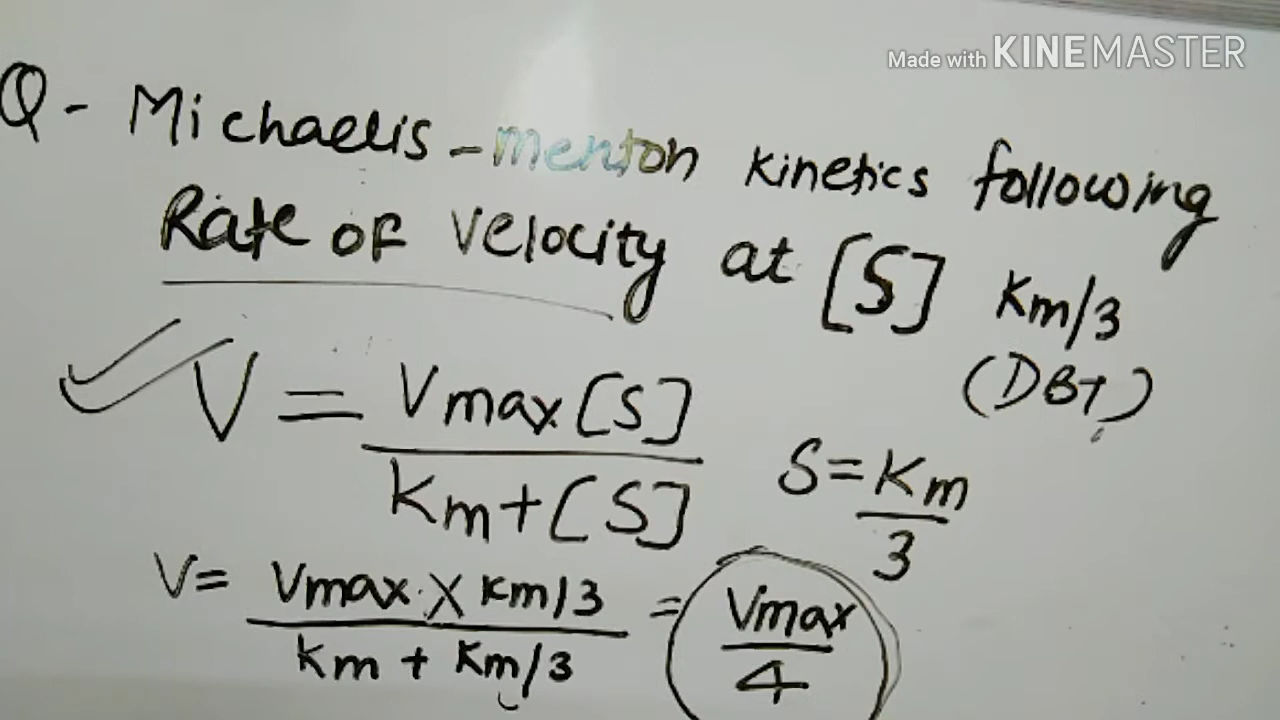 Made with KINEMASTER
Q - Michaelis - Menton kinetics following
Rate of velocity at [S] Km/3
(DBT)
V = Vmax [S]
Km + [S]
S = Km
3
V = Vmax × Km/3 = Vmax
Km + Km/3 4